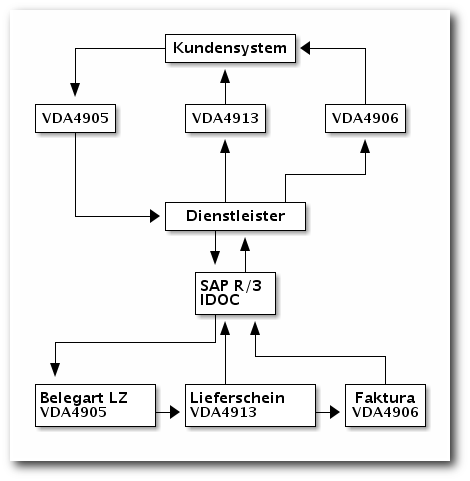 Kundensystem
VDA4905
VDA4913
VDA4906
Dienstleister
SAP R/3
IDOC
Belegart LZ
VDA4905
Lieferschein
VDA4913
Faktura
VDA4906